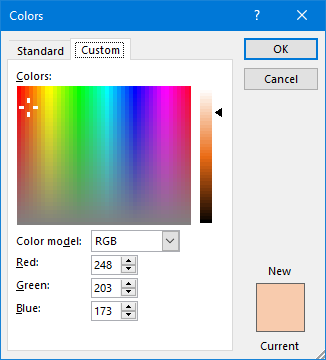 Colors
? ×
Standard Custom
OK
Cancel
Colors:
Color model: RGB
Red: 248
Green: 203
Blue: 173
New
Current